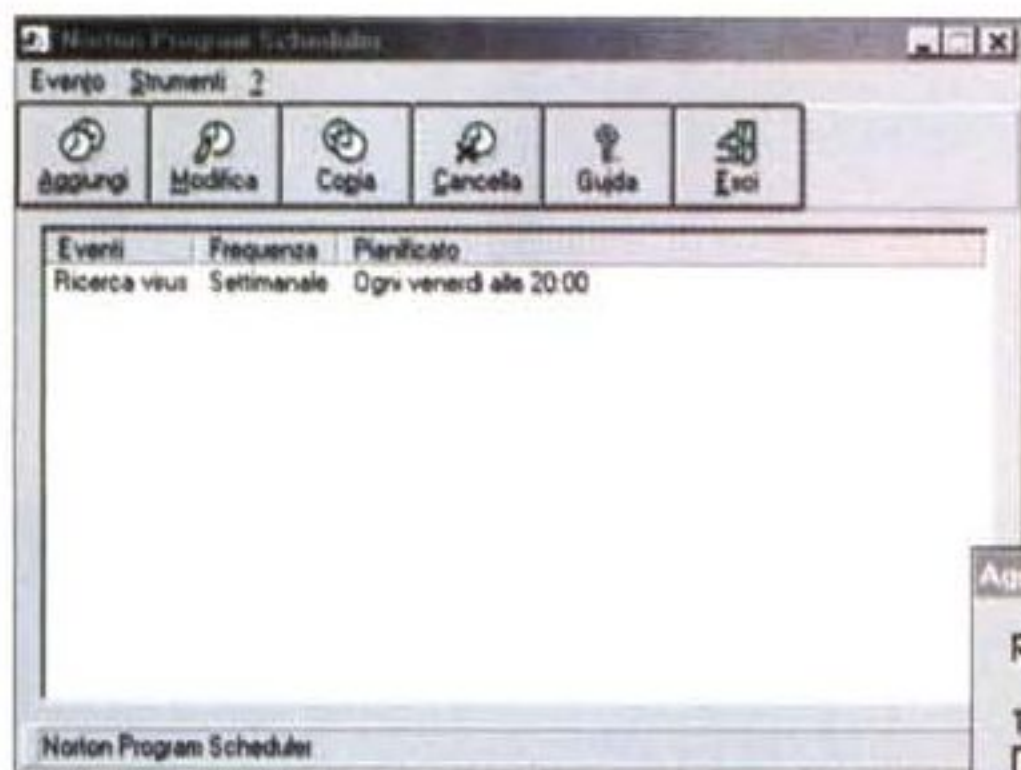 Norton Program Scheduler
Evento Strumenti ?
Aggiungi Modifica Copia Cancella Guida Esci
Eventi Frequenza Pianificato
Ricerca virus Settimanale Ogni venerdì alle 20:00
Norton Program Scheduler